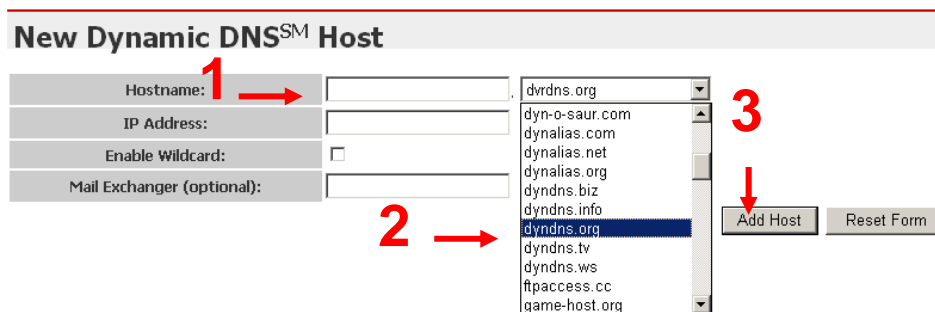 New Dynamic DNS℠ Host
1
Hostname:
. dvrdns.org
dyn-o-saur.com
dynalias.com
dynalias.net
dynalias.org
dyndns.biz
dyndns.info
dyndns.org
dyndns.tv
dyndns.ws
ftpaccess.cc
game-host.org
IP Address:
Enable Wildcard:
Mail Exchanger (optional):
2
3
Add Host Reset Form